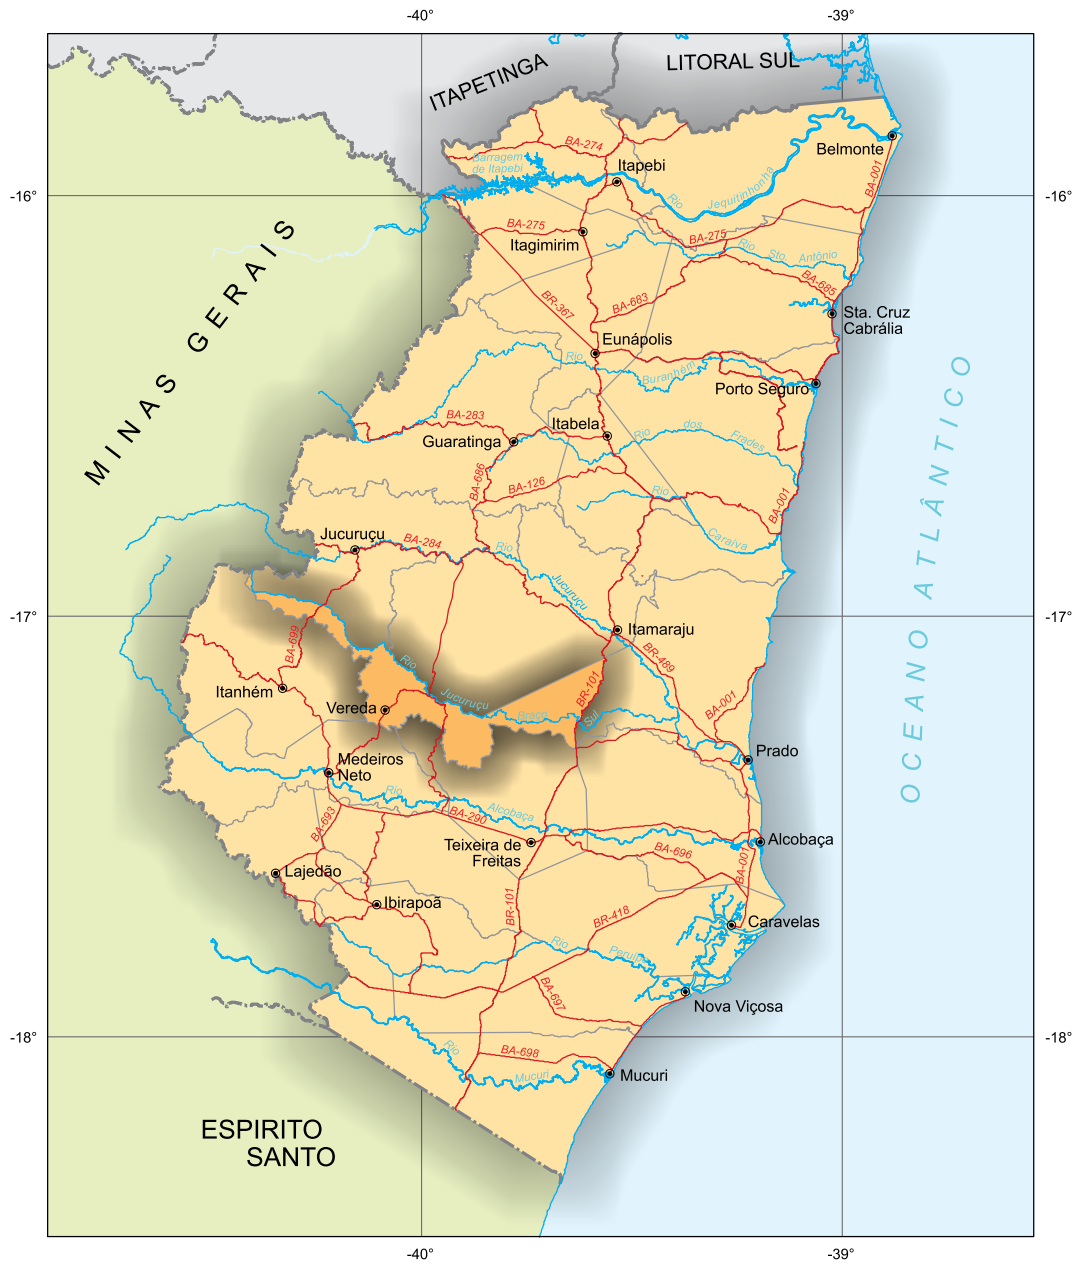 -40°
-39°
ITAPETINGA
LITORAL SUL
BA-274
Barragem
de Itapebi
Itapebi
Belmonte
BA-001
-16°
-16°
Rio
Jequitinhonha
BA-275
Itagimirim
BA-275
Rio
Sto.
Antônio
BA-685
BR-367
BA-683
Sta. Cruz
Cabrália
MINAS GERAIS
Eunápolis
Rio
Buranhém
Porto Seguro
OCEANO ATLÂNTICO
BA-283
Itabela
Guaratinga
Rio
dos
Frades
BA-686
BA-126
Rio
BA-001
Caraíva
Jucuruçu
BA-284
Rio
Jucuruçu
-17°
-17°
Itamaraju
BA-699
BR-489
Rio
Itanhém
BR-101
Jucuruçu
Vereda
Braço
Sul
BA-001
Prado
Medeiros
Neto
Rio
Alcobaça
BA-290
BA-693
Teixeira de
Freitas
Alcobaça
BA-696
BA-001
Lajedão
Ibirapoã
BR-101
BR-418
Caravelas
Rio
Peruípe
BA-697
Nova Viçosa
-18°
-18°
Rio
BA-698
Mucuri
Mucuri
ESPIRITO
SANTO
-40°
-39°